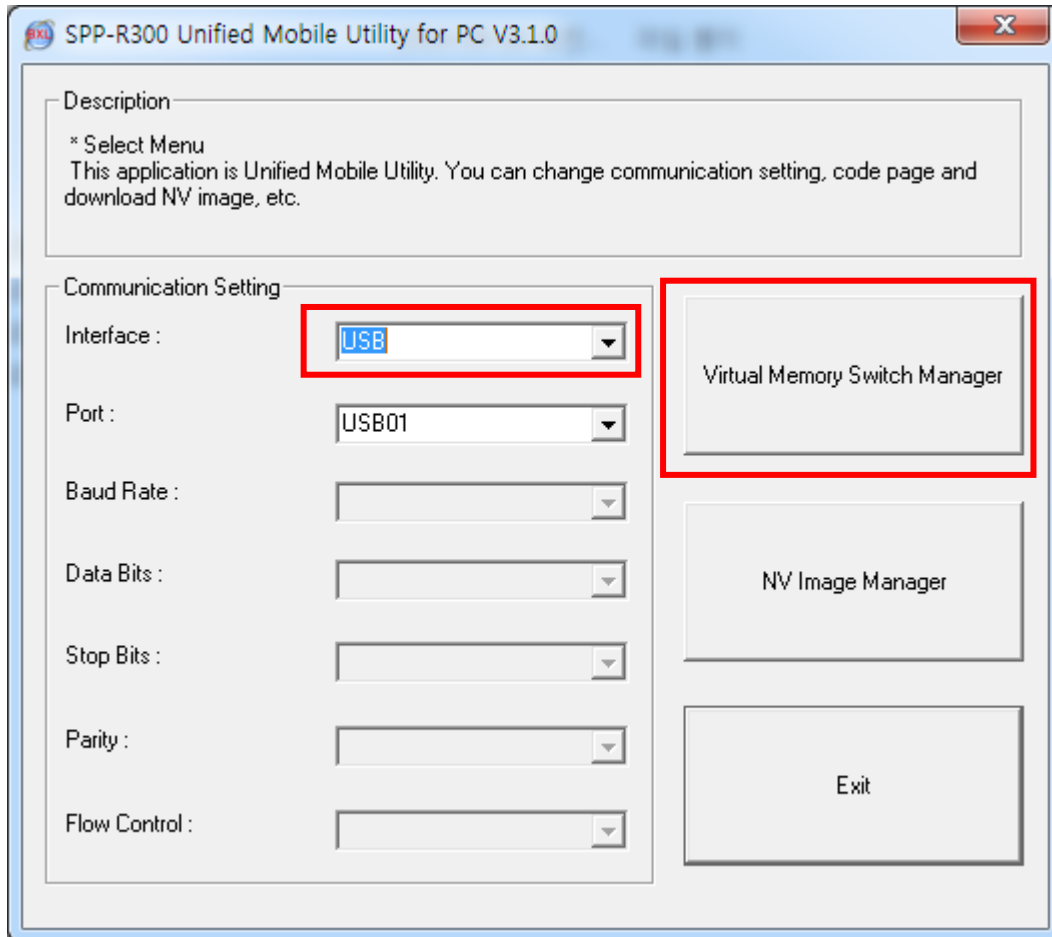 BXL SPP-R300 Unified Mobile Utility for PC V3.1.0
Description
* Select Menu
This application is Unified Mobile Utility. You can change communication setting, code page and
download NV image, etc.
Communication Setting
Interface :
USB
Port :
USB01
Baud Rate :
Data Bits :
Stop Bits :
Parity :
Flow Control :
Virtual Memory Switch Manager
NV Image Manager
Exit